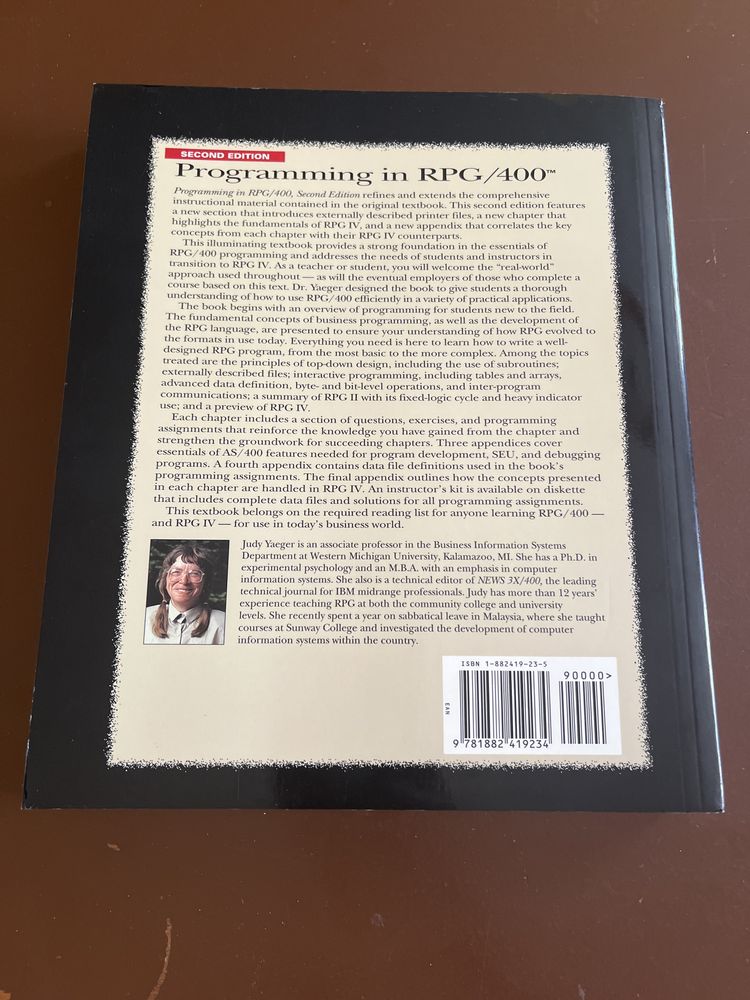 SECOND EDITION
Programming in RPG/400™
Programming in RPG/400, Second Edition refines and extends the comprehensive
instructional material contained in the original textbook. This second edition features
a new section that introduces externally described printer files, a new chapter that
highlights the fundamentals of RPG IV, and a new appendix that correlates the key
concepts from each chapter with their RPG IV counterparts.
This illuminating textbook provides a strong foundation in the essentials of
RPG/400 programming and addresses the needs of students and instructors in
transition to RPG IV. As a teacher or student, you will welcome the “real-world”
approach used throughout — as will the eventual employers of those who complete a
course based on this text. Dr. Yaeger designed the book to give students a thorough
understanding of how to use RPG/400 efficiently in a variety of practical applications.
The book begins with an overview of programming for students new to the field.
The fundamental concepts of business programming, as well as the development of
the RPG language, are presented to ensure your understanding of how RPG evolved to
the formats in use today. Everything you need is here to learn how to write a well-
designed RPG program, from the most basic to the more complex. Among the topics
treated are the principles of top-down design, including the use of subroutines;
externally described files; interactive programming, including tables and arrays,
advanced data definition, byte- and bit-level operations, and inter-program
communications; a summary of RPG II with its fixed-logic cycle and heavy indicator
use; and a preview of RPG IV.
Each chapter includes a section of questions, exercises, and programming
assignments that reinforce the knowledge you have gained from the chapter and
strengthen the groundwork for succeeding chapters. Three appendices cover
essentials of AS/400 features needed for program development, SEU, and debugging
programs. A fourth appendix contains data file definitions used in the book's
programming assignments. The final appendix outlines how the concepts presented
in each chapter are handled in RPG IV. An instructor's kit is available on diskette
that includes complete data files and solutions for all programming assignments.
This textbook belongs on the required reading list for anyone learning RPG/400 —
and RPG IV — for use in today's business world.
Judy Yaeger is an associate professor in the Business Information Systems
Department at Western Michigan University, Kalamazoo, MI. She has a Ph.D. in
experimental psychology and an M.B.A. with an emphasis in computer
information systems. She also is a technical editor of NEWS 3X/400, the leading
technical journal for IBM midrange professionals. Judy has more than 12 years'
experience teaching RPG at both the community college and university
levels. She recently spent a year on sabbatical leave in Malaysia, where she taught
courses at Sunway College and investigated the development of computer
information systems within the country.
ISBN 1-882419-23-5
90000>
EAN
9 781882 419234